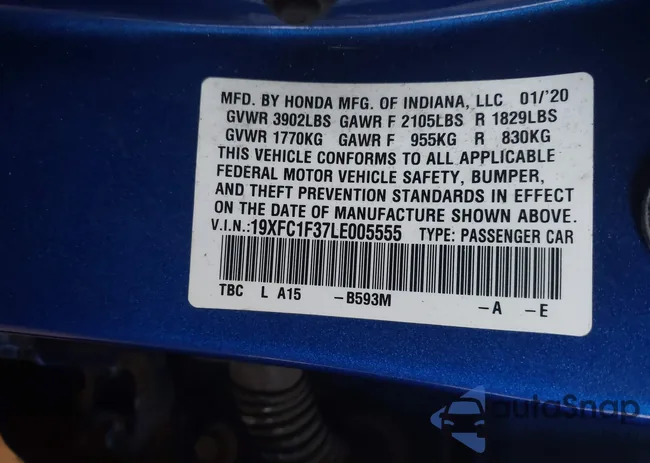 MFD. BY HONDA MFG. OF INDIANA, LLC 01/'20
GVWR 3902LBS GAWR F 2105LBS R 1829LBS
GVWR 1770KG GAWR F 955KG R 830KG
THIS VEHICLE CONFORMS TO ALL APPLICABLE
FEDERAL MOTOR VEHICLE SAFETY, BUMPER,
AND THEFT PREVENTION STANDARDS IN EFFECT
ON THE DATE OF MANUFACTURE SHOWN ABOVE.
V.I.N.:19XFC1F37LE005555 TYPE: PASSENGER CAR
TBC L A15 -B593M -A -E
autoSnap